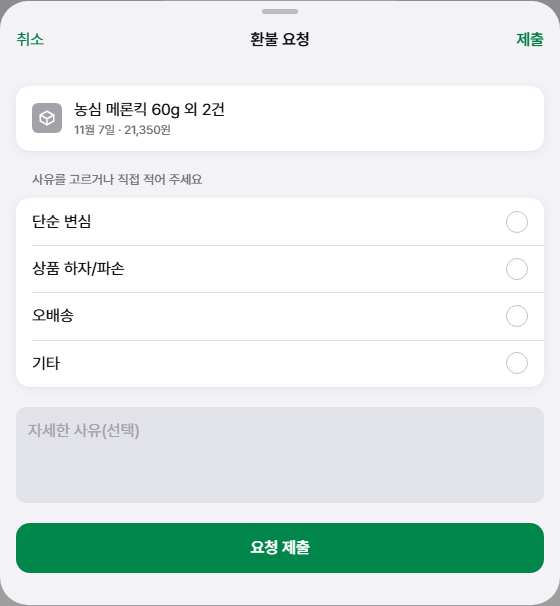 취소
환불 요청
제출
농심 메론킥 60g 외 2건
11월 7일 · 21,350원
사유를 고르거나 직접 적어 주세요
단순 변심
상품 하자/파손
오배송
기타
자세한 사유(선택)
요청 제출